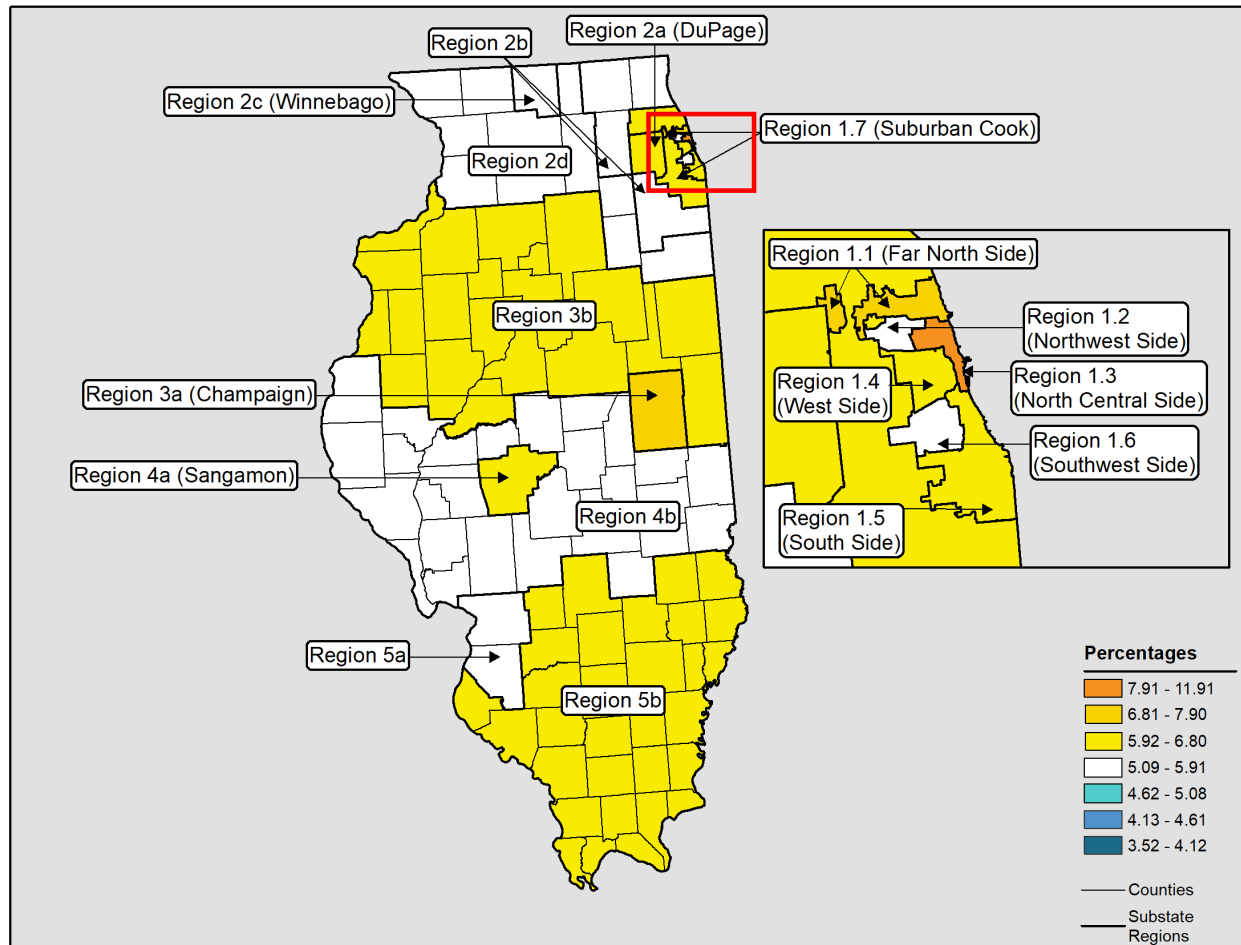 Region 2a (DuPage)
Region 2b
Region 2c (Winnebago)
Region 1.7 (Suburban Cook)
Region 2d
Region 1.1 (Far North Side)
Region 3b
Region 1.2
(Northwest Side)
Region 3a (Champaign)
Region 1.4
(West Side)
Region 1.3
(North Central Side)
Region 1.6
(Southwest Side)
Region 4a (Sangamon)
Region 4b
Region 1.5
(South Side)
Region 5a
Region 5b
Percentages
7.91 - 11.91
6.81 - 7.90
5.92 - 6.80
5.09 - 5.91
4.62 - 5.08
4.13 - 4.61
3.52 - 4.12
Counties
Substate
Regions